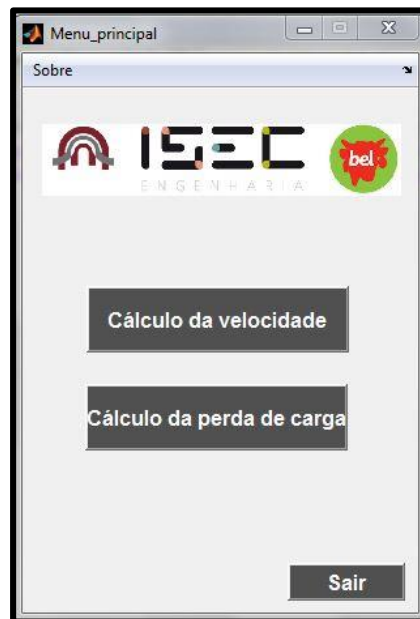 Menu_principal
Sobre
ISEC
ENGENHARIA
bel
Cálculo da velocidade
Cálculo da perda de carga
Sair